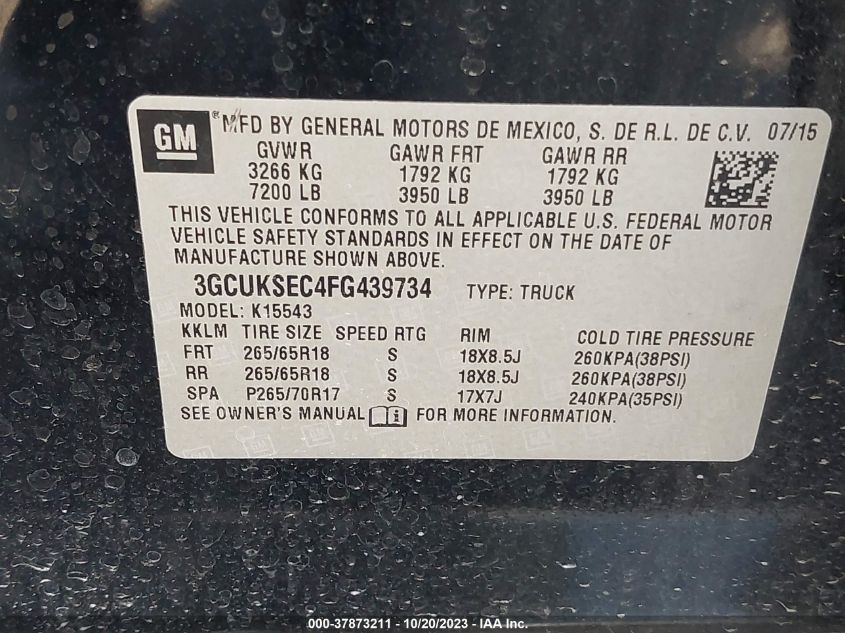 GM
® MFD BY GENERAL MOTORS DE MEXICO, S. DE R.L. DE C.V. 07/15
GVWR GAWR FRT GAWR RR
3266 KG 1792 KG 1792 KG
7200 LB 3950 LB 3950 LB
THIS VEHICLE CONFORMS TO ALL APPLICABLE U.S. FEDERAL MOTOR
VEHICLE SAFETY STANDARDS IN EFFECT ON THE DATE OF
MANUFACTURE SHOWN ABOVE.
3GCUKSEC4FG439734 TYPE: TRUCK
MODEL: K15543
KKLM TIRE SIZE SPEED RTG RIM COLD TIRE PRESSURE
FRT 265/65R18 S 18X8.5J 260KPA(38PSI)
RR 265/65R18 S 18X8.5J 260KPA(38PSI)
SPA P265/70R17 S 17X7J 240KPA(35PSI)
SEE OWNER'S MANUAL i FOR MORE INFORMATION.
000-37873211 - 10/20/2023 - IAA Inc.